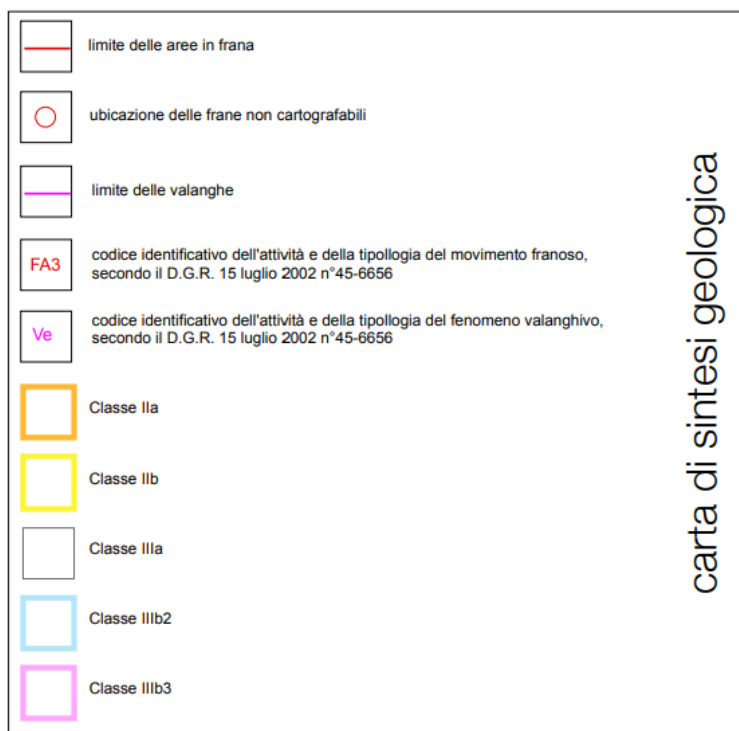 limite delle aree in frana
ubicazione delle frane non cartografabili
limite delle valanghe
FA3
codice identificativo dell'attività e della tipollogia del movimento franoso,
secondo il D.G.R. 15 luglio 2002 n°45-6656
Ve
codice identificativo dell'attività e della tipollogia del fenomeno valanghivo,
secondo il D.G.R. 15 luglio 2002 n°45-6656
Classe IIa
Classe IIb
Classe IIIa
Classe IIIb2
Classe IIIb3
carta di sintesi geologica